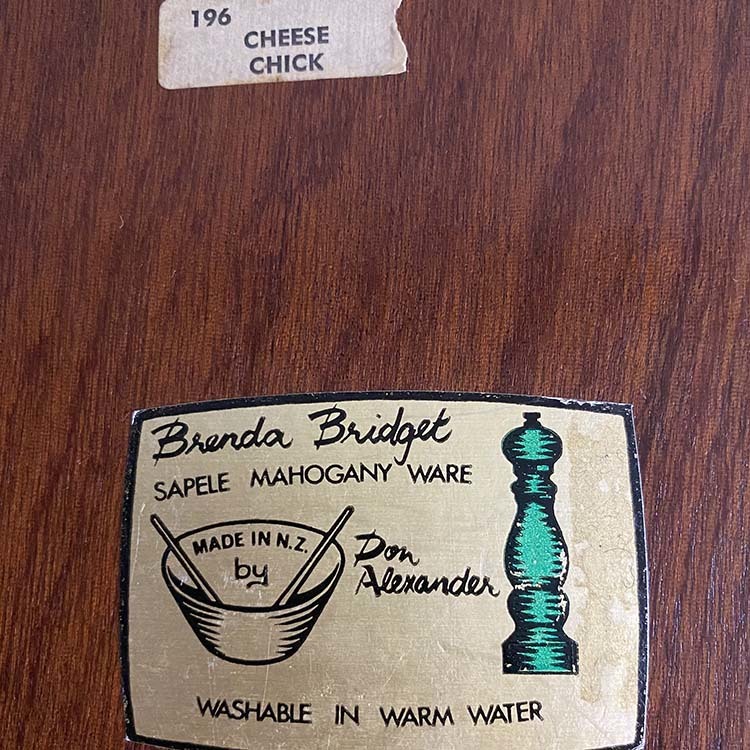 196
CHEESE
CHICK
Brenda Bridget
SAPELE MAHOGANY WARE
MADE IN N.Z.
by
Don
Alexander
WASHABLE IN WARM WATER